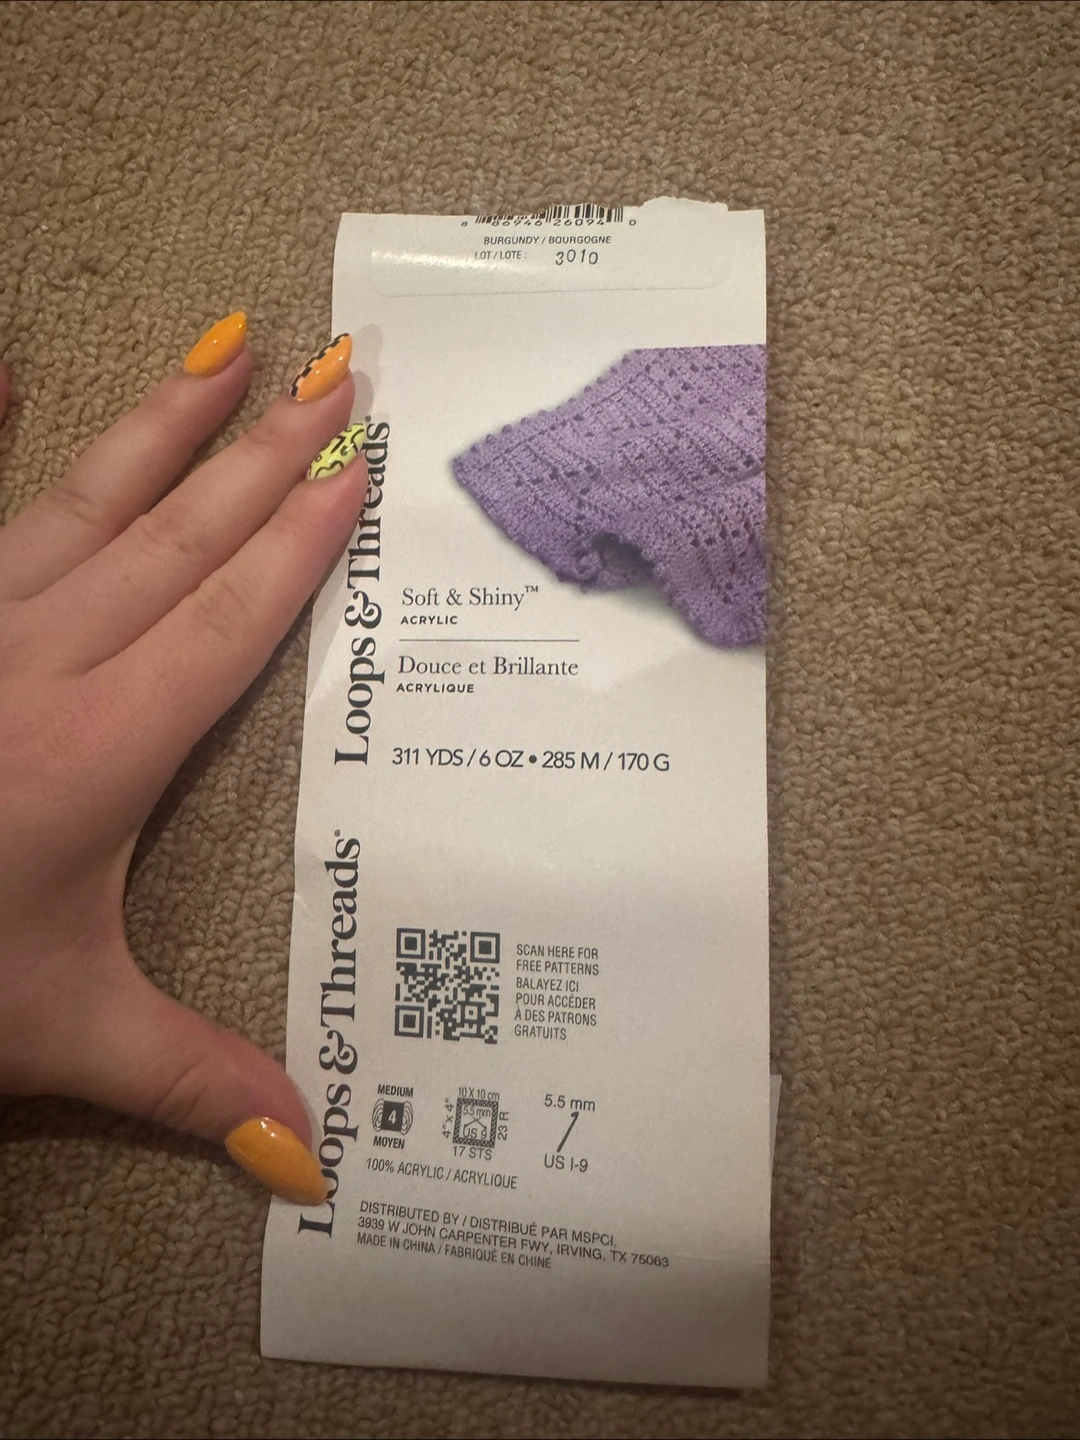 8 86946 26094 0
BURGUNDY / BOURGOGNE
LOT / LOTE : 3010
Loops & Threads®
Soft & Shiny™
ACRYLIC
Douce et Brillante
ACRYLIQUE
311 YDS / 6 OZ • 285 M / 170 G
Loops & Threads®
SCAN HERE FOR
FREE PATTERNS
BALAYEZ ICI
POUR ACCÉDER
À DES PATRONS
GRATUITS
MEDIUM
4
MOYEN
10 X 10 cm
4" x 4"
5.5 mm
US 9
23 R
17 STS
5.5 mm
US I-9
100% ACRYLIC / ACRYLIQUE
DISTRIBUTED BY / DISTRIBUÉ PAR MSPCI,
3939 W JOHN CARPENTER FWY, IRVING, TX 75063
MADE IN CHINA / FABRIQUÉ EN CHINE